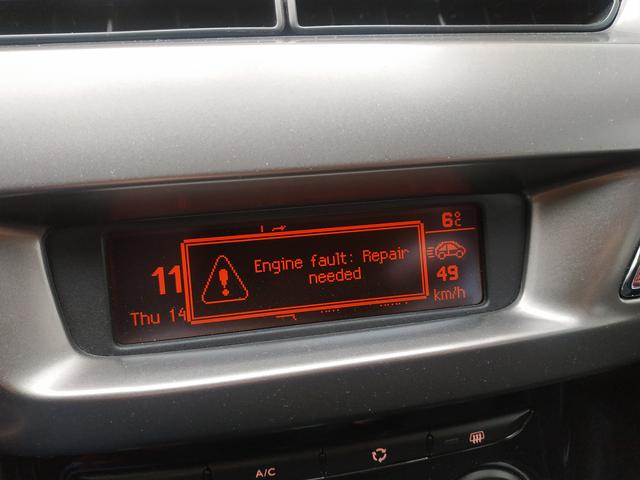 6°C
Engine fault: Repair
needed
11
49
Thu 14
km/h
A/C